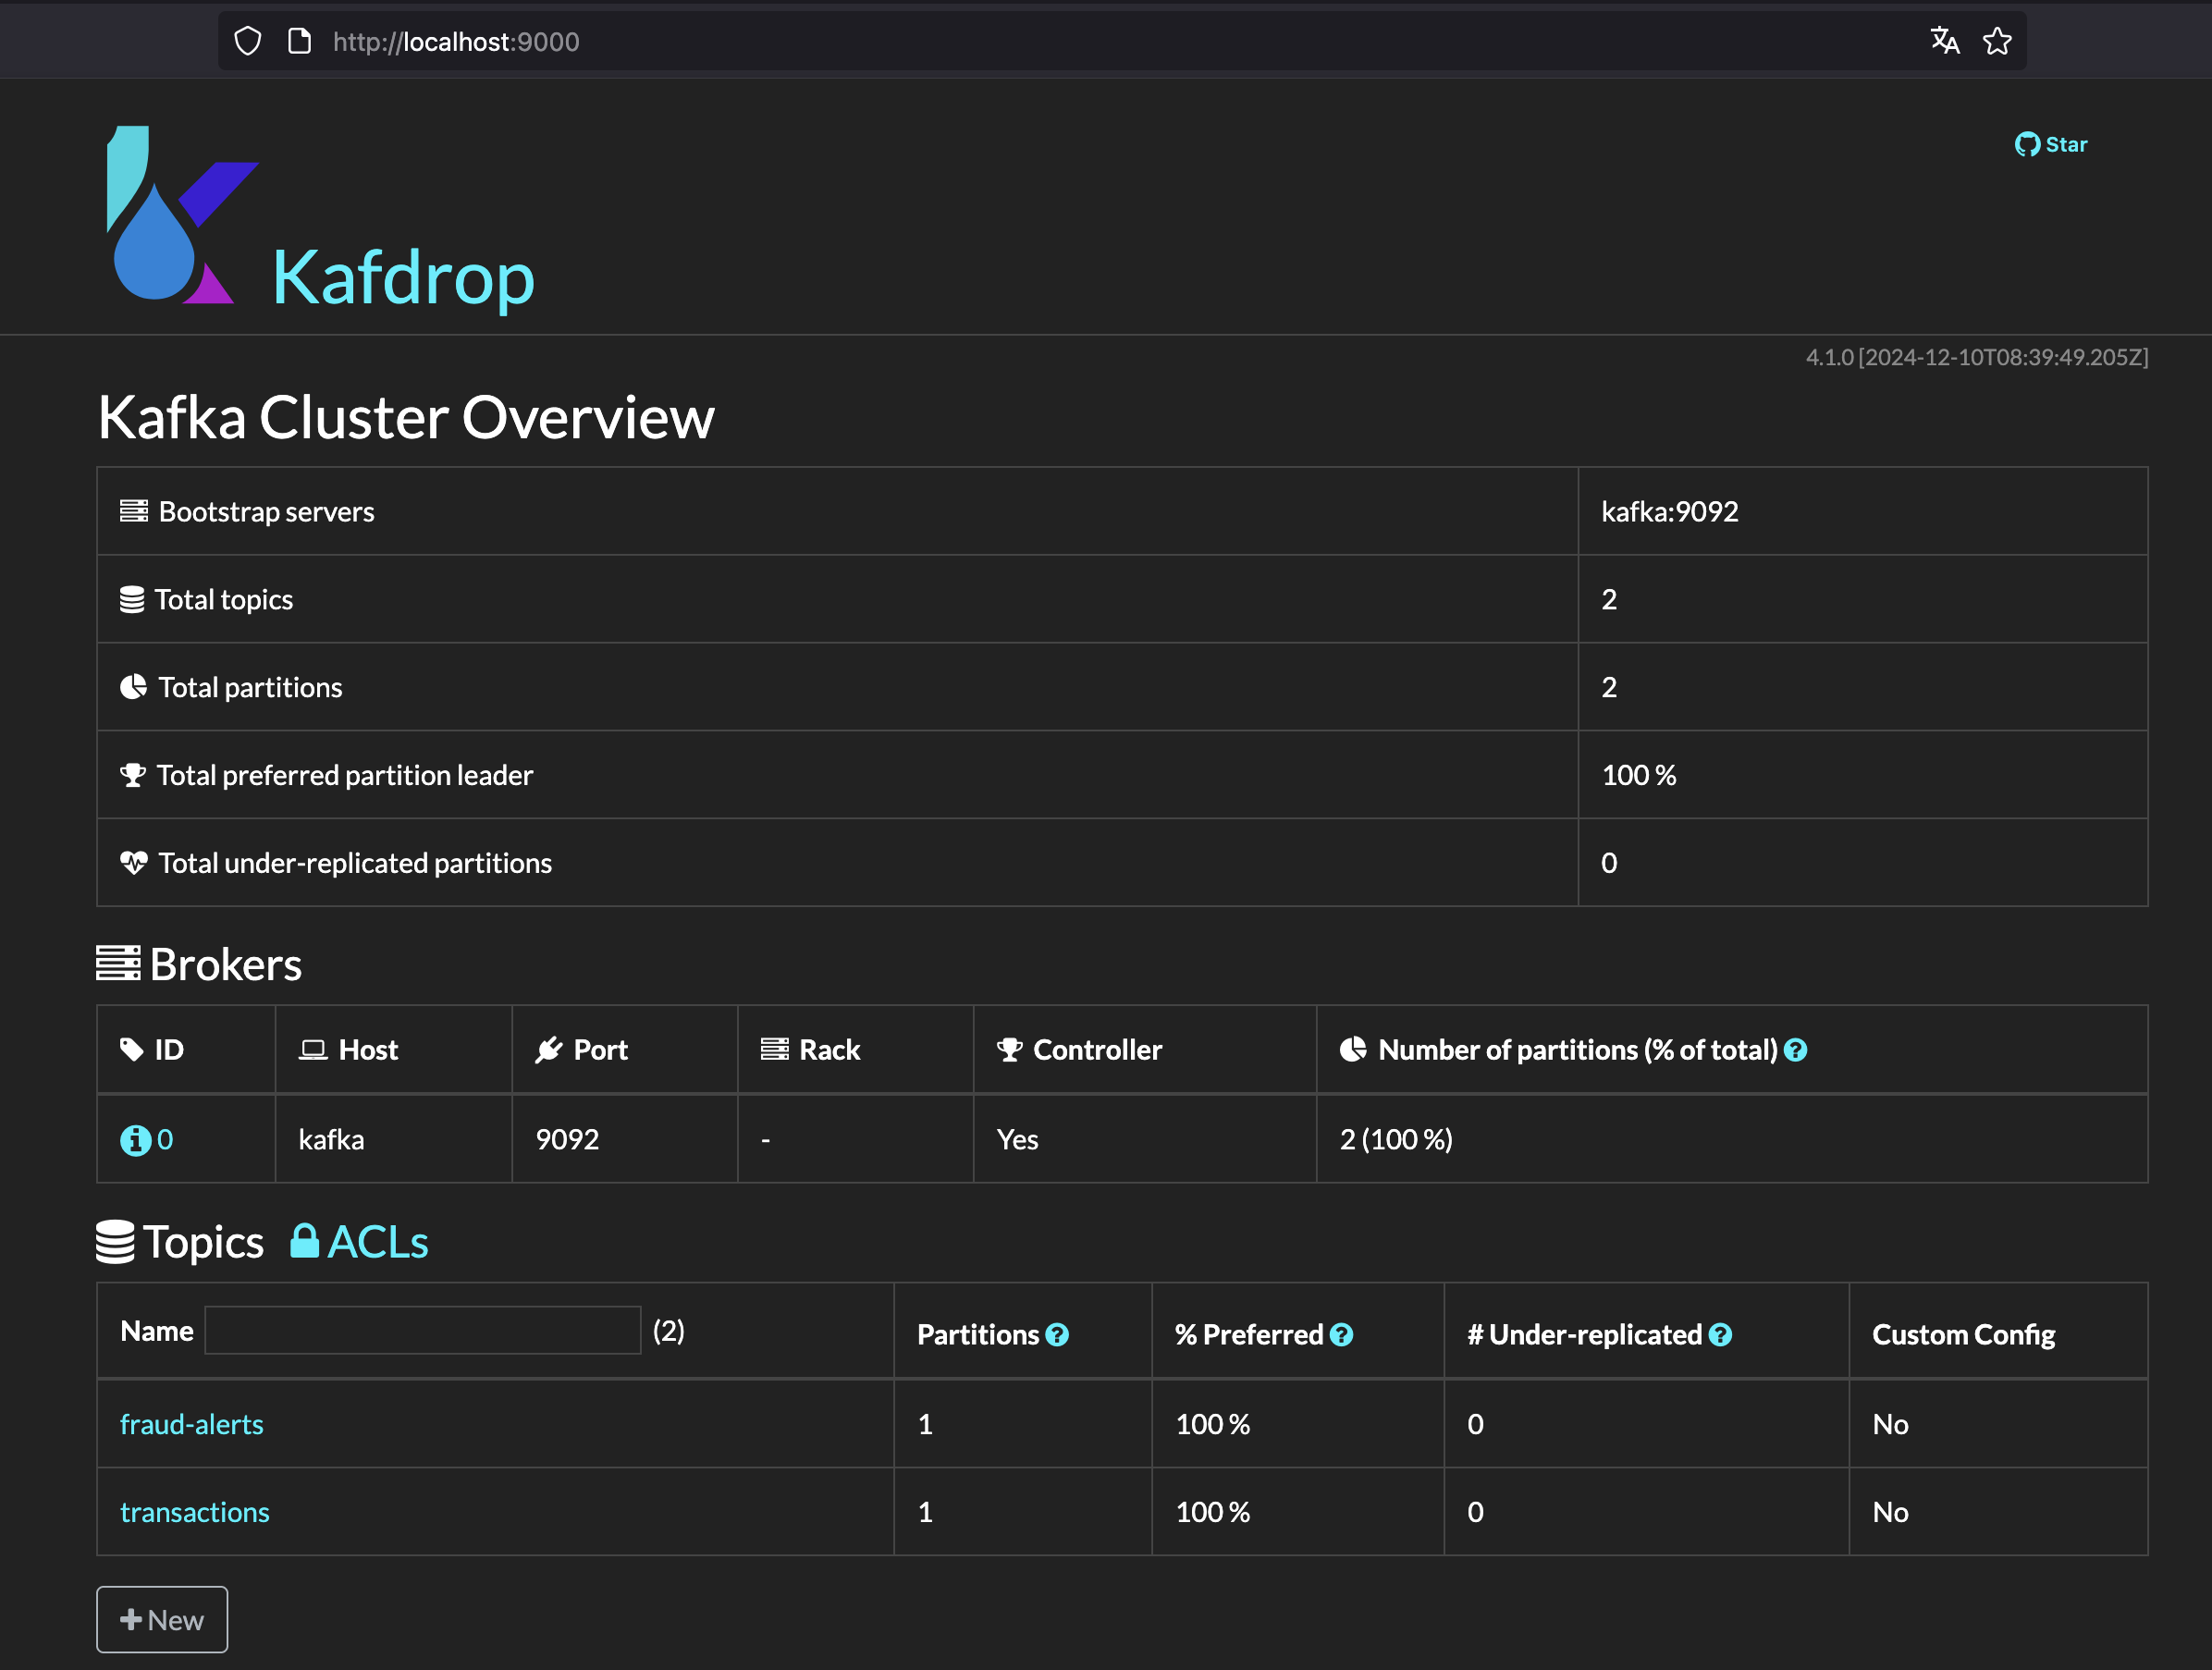 http://localhost:9000
Star
Kafdrop
4.1.0 [2024-12-10T08:39:49.205Z]
Kafka Cluster Overview
Bootstrap servers kafka:9092
Total topics 2
Total partitions 2
Total preferred partition leader 100 %
Total under-replicated partitions 0
Brokers
ID Host Port Rack Controller Number of partitions (% of total) ?
i 0 kafka 9092 - Yes 2 (100 %)
Topics ACLs
Name (2) Partitions ? % Preferred ? # Under-replicated ? Custom Config
fraud-alerts 1 100 % 0 No
transactions 1 100 % 0 No
+ New